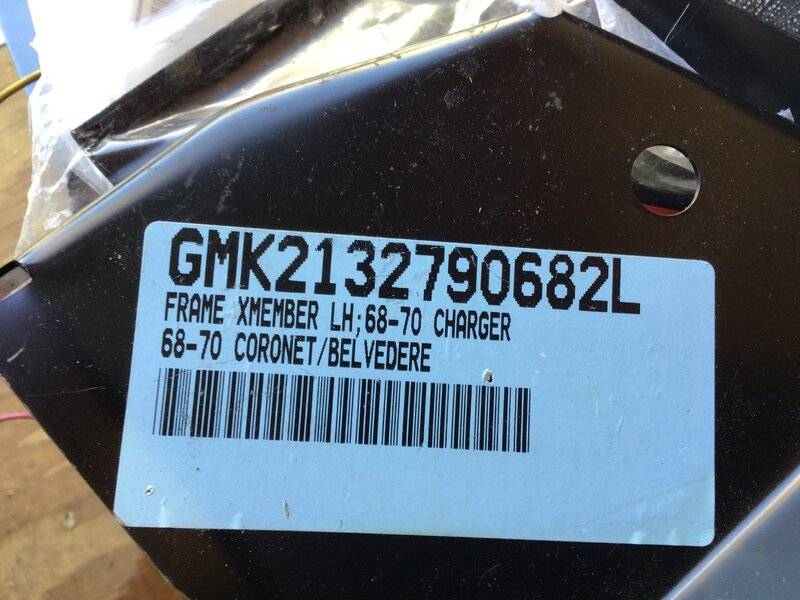 GMK2132790682L
FRAME XMEMBER LH;68-70 CHARGER
68-70 CORONET/BELVEDERE